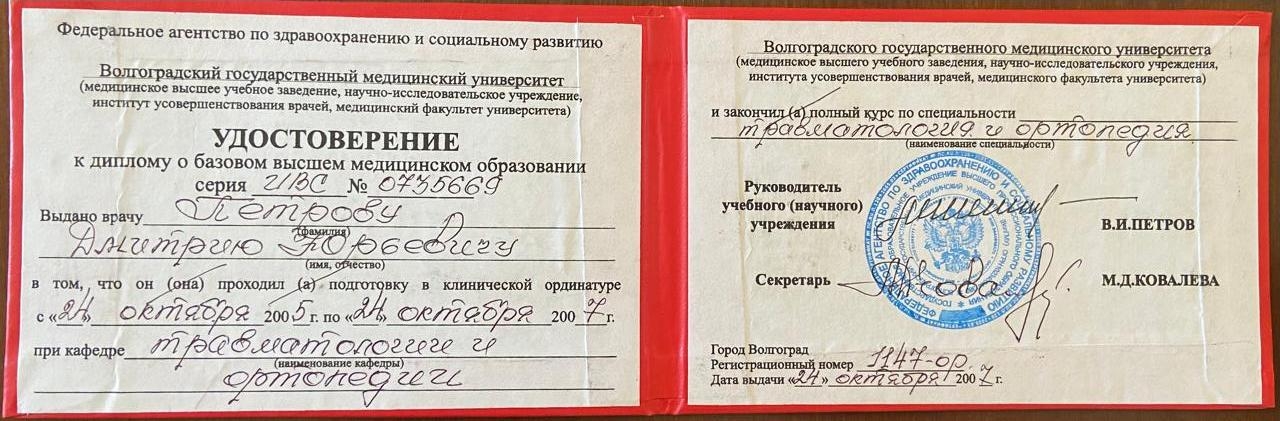 Федеральное агентство по здравоохранению и социальному развитию
Волгоградский государственный медицинский университет
(медицинское высшее учебное заведение, научно-исследовательское учреждение,
институт усовершенствования врачей, медицинский факультет университета)
УДОСТОВЕРЕНИЕ
к диплому о базовом высшем медицинском образовании
серия ИВС № 0735669
Выдано врачу Петрову
(фамилия)
Дмитрию Юрьевичу
(имя, отчество)
в том, что он (она) проходил (а) подготовку в клинической ординатуре
с «24» октября 2005 г. по «24» октября 2007 г.
при кафедре травматологии и
(наименование кафедры)
ортопедии
Волгоградского государственного медицинского университета
(медицинского высшего учебного заведения, научно-исследовательского учреждения,
института усовершенствования врачей, медицинского факультета университета)
и закончил (а) полный курс по специальности
травматология и ортопедия
(наименование специальности)
Руководитель
учебного (научного)
учреждения
В.И.ПЕТРОВ
Секретарь
М.Д.КОВАЛЕВА
Город Волгоград
Регистрационный номер 1147-ор.
Дата выдачи «24» октября 2007 г.